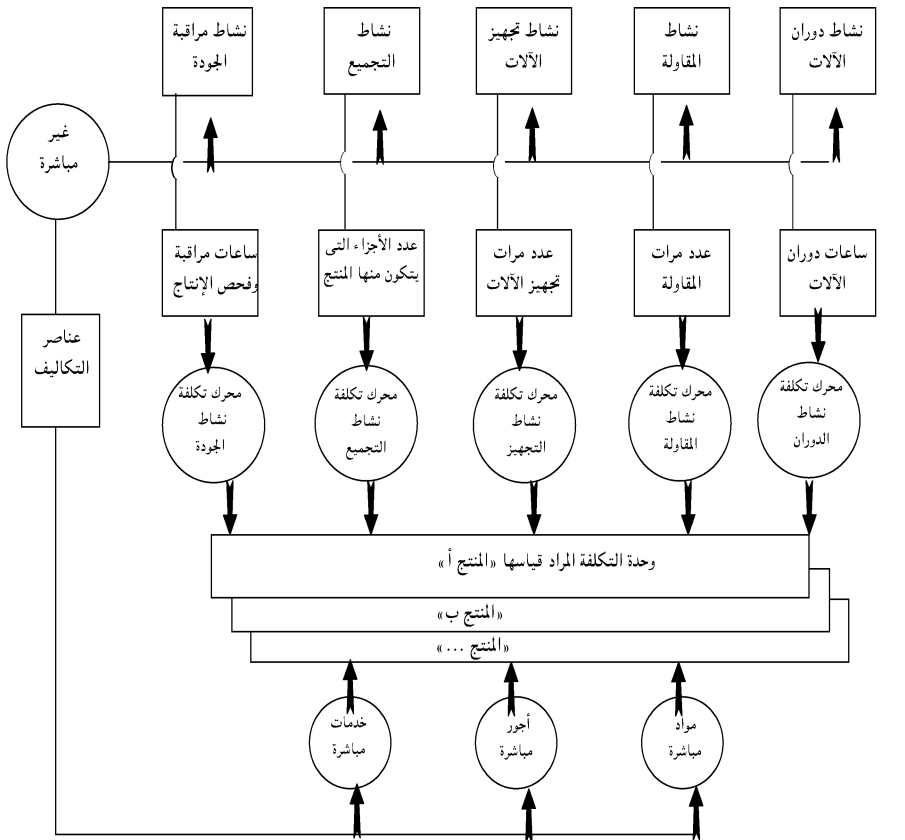 نشاط دوران
الآلات
نشاط
المقاولة
نشاط تجهيز
الآلات
نشاط
التجميع
نشاط مراقبة
الجودة
غير
مباشرة
ساعات دوران
الآلات
عدد مرات
المقاولة
عدد مرات
تجهيز الآلات
عدد الأجزاء التى
يتكون منها المنتج
ساعات مراقبة
وفحص الإنتاج
عناصر
التكاليف
محرك تكلفة
نشاط
الدوران
محرك تكلفة
نشاط
المقاولة
محرك تكلفة
نشاط
التجهيز
محرك تكلفة
نشاط
التجميع
محرك تكلفة
نشاط
الجودة
وحدة التكلفة المراد قياسها «المنتج أ»
«المنتج ب»
«المنتج ...»
مواد
مباشرة
أجور
مباشرة
خدمات
مباشرة